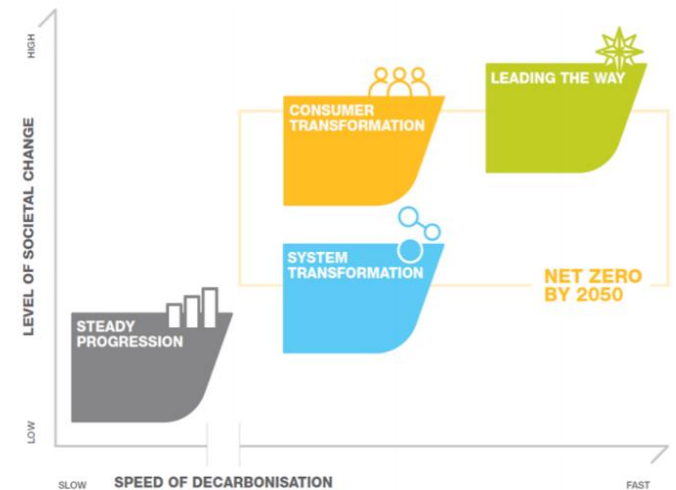 HIGH
LEVEL OF SOCIETAL CHANGE
LOW
LEADING THE WAY
CONSUMER
TRANSFORMATION
SYSTEM
TRANSFORMATION
NET ZERO
BY 2050
STEADY
PROGRESSION
SLOW
SPEED OF DECARBONISATION
FAST